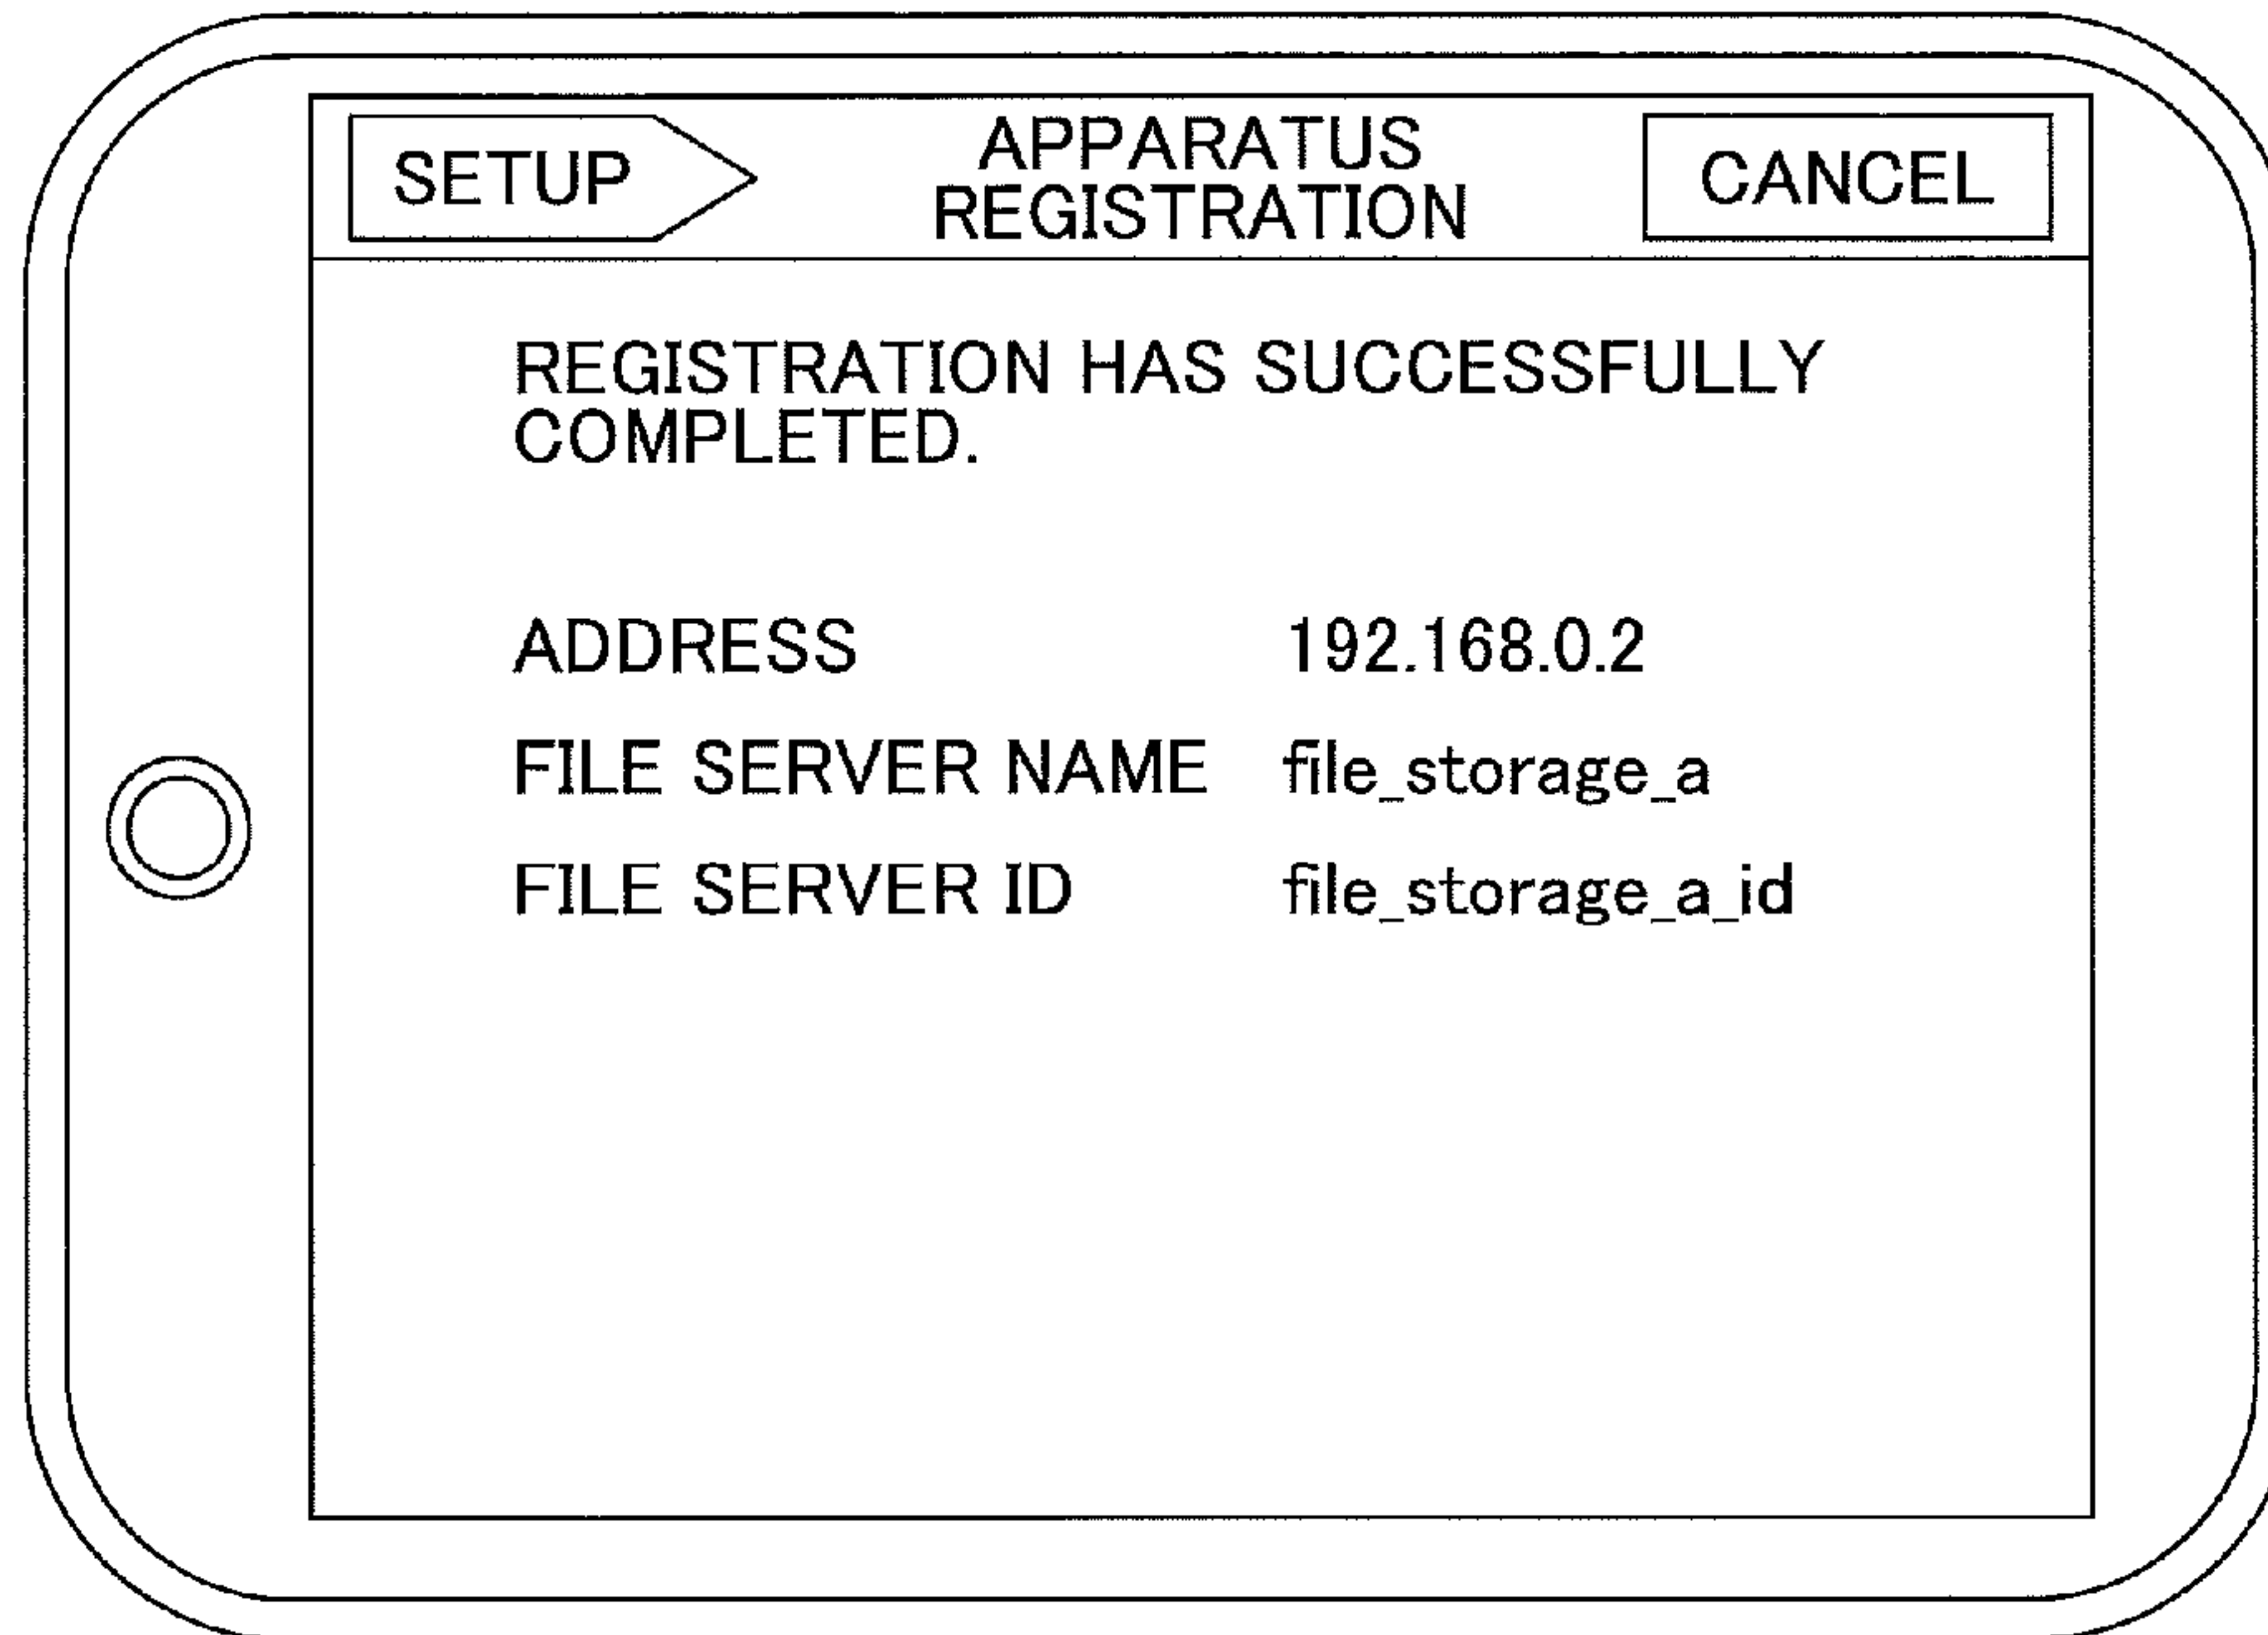 SETUP
APPARATUS
REGISTRATION
CANCEL
REGISTRATION HAS SUCCESSFULLY
COMPLETED.
ADDRESS 192.168.0.2
FILE SERVER NAME file_storage_a
FILE SERVER ID file_storage_a_id